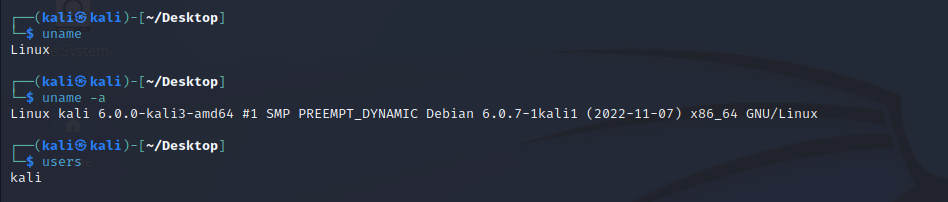 ┌──(kali㉿kali)-[~/Desktop]
└─$ uname
Linux
System
┌──(kali㉿kali)-[~/Desktop]
└─$ uname -a
Linux kali 6.0.0-kali3-amd64 #1 SMP PREEMPT_DYNAMIC Debian 6.0.7-1kali1 (2022-11-07) x86_64 GNU/Linux
┌──(kali㉿kali)-[~/Desktop]
└─$ users
kali